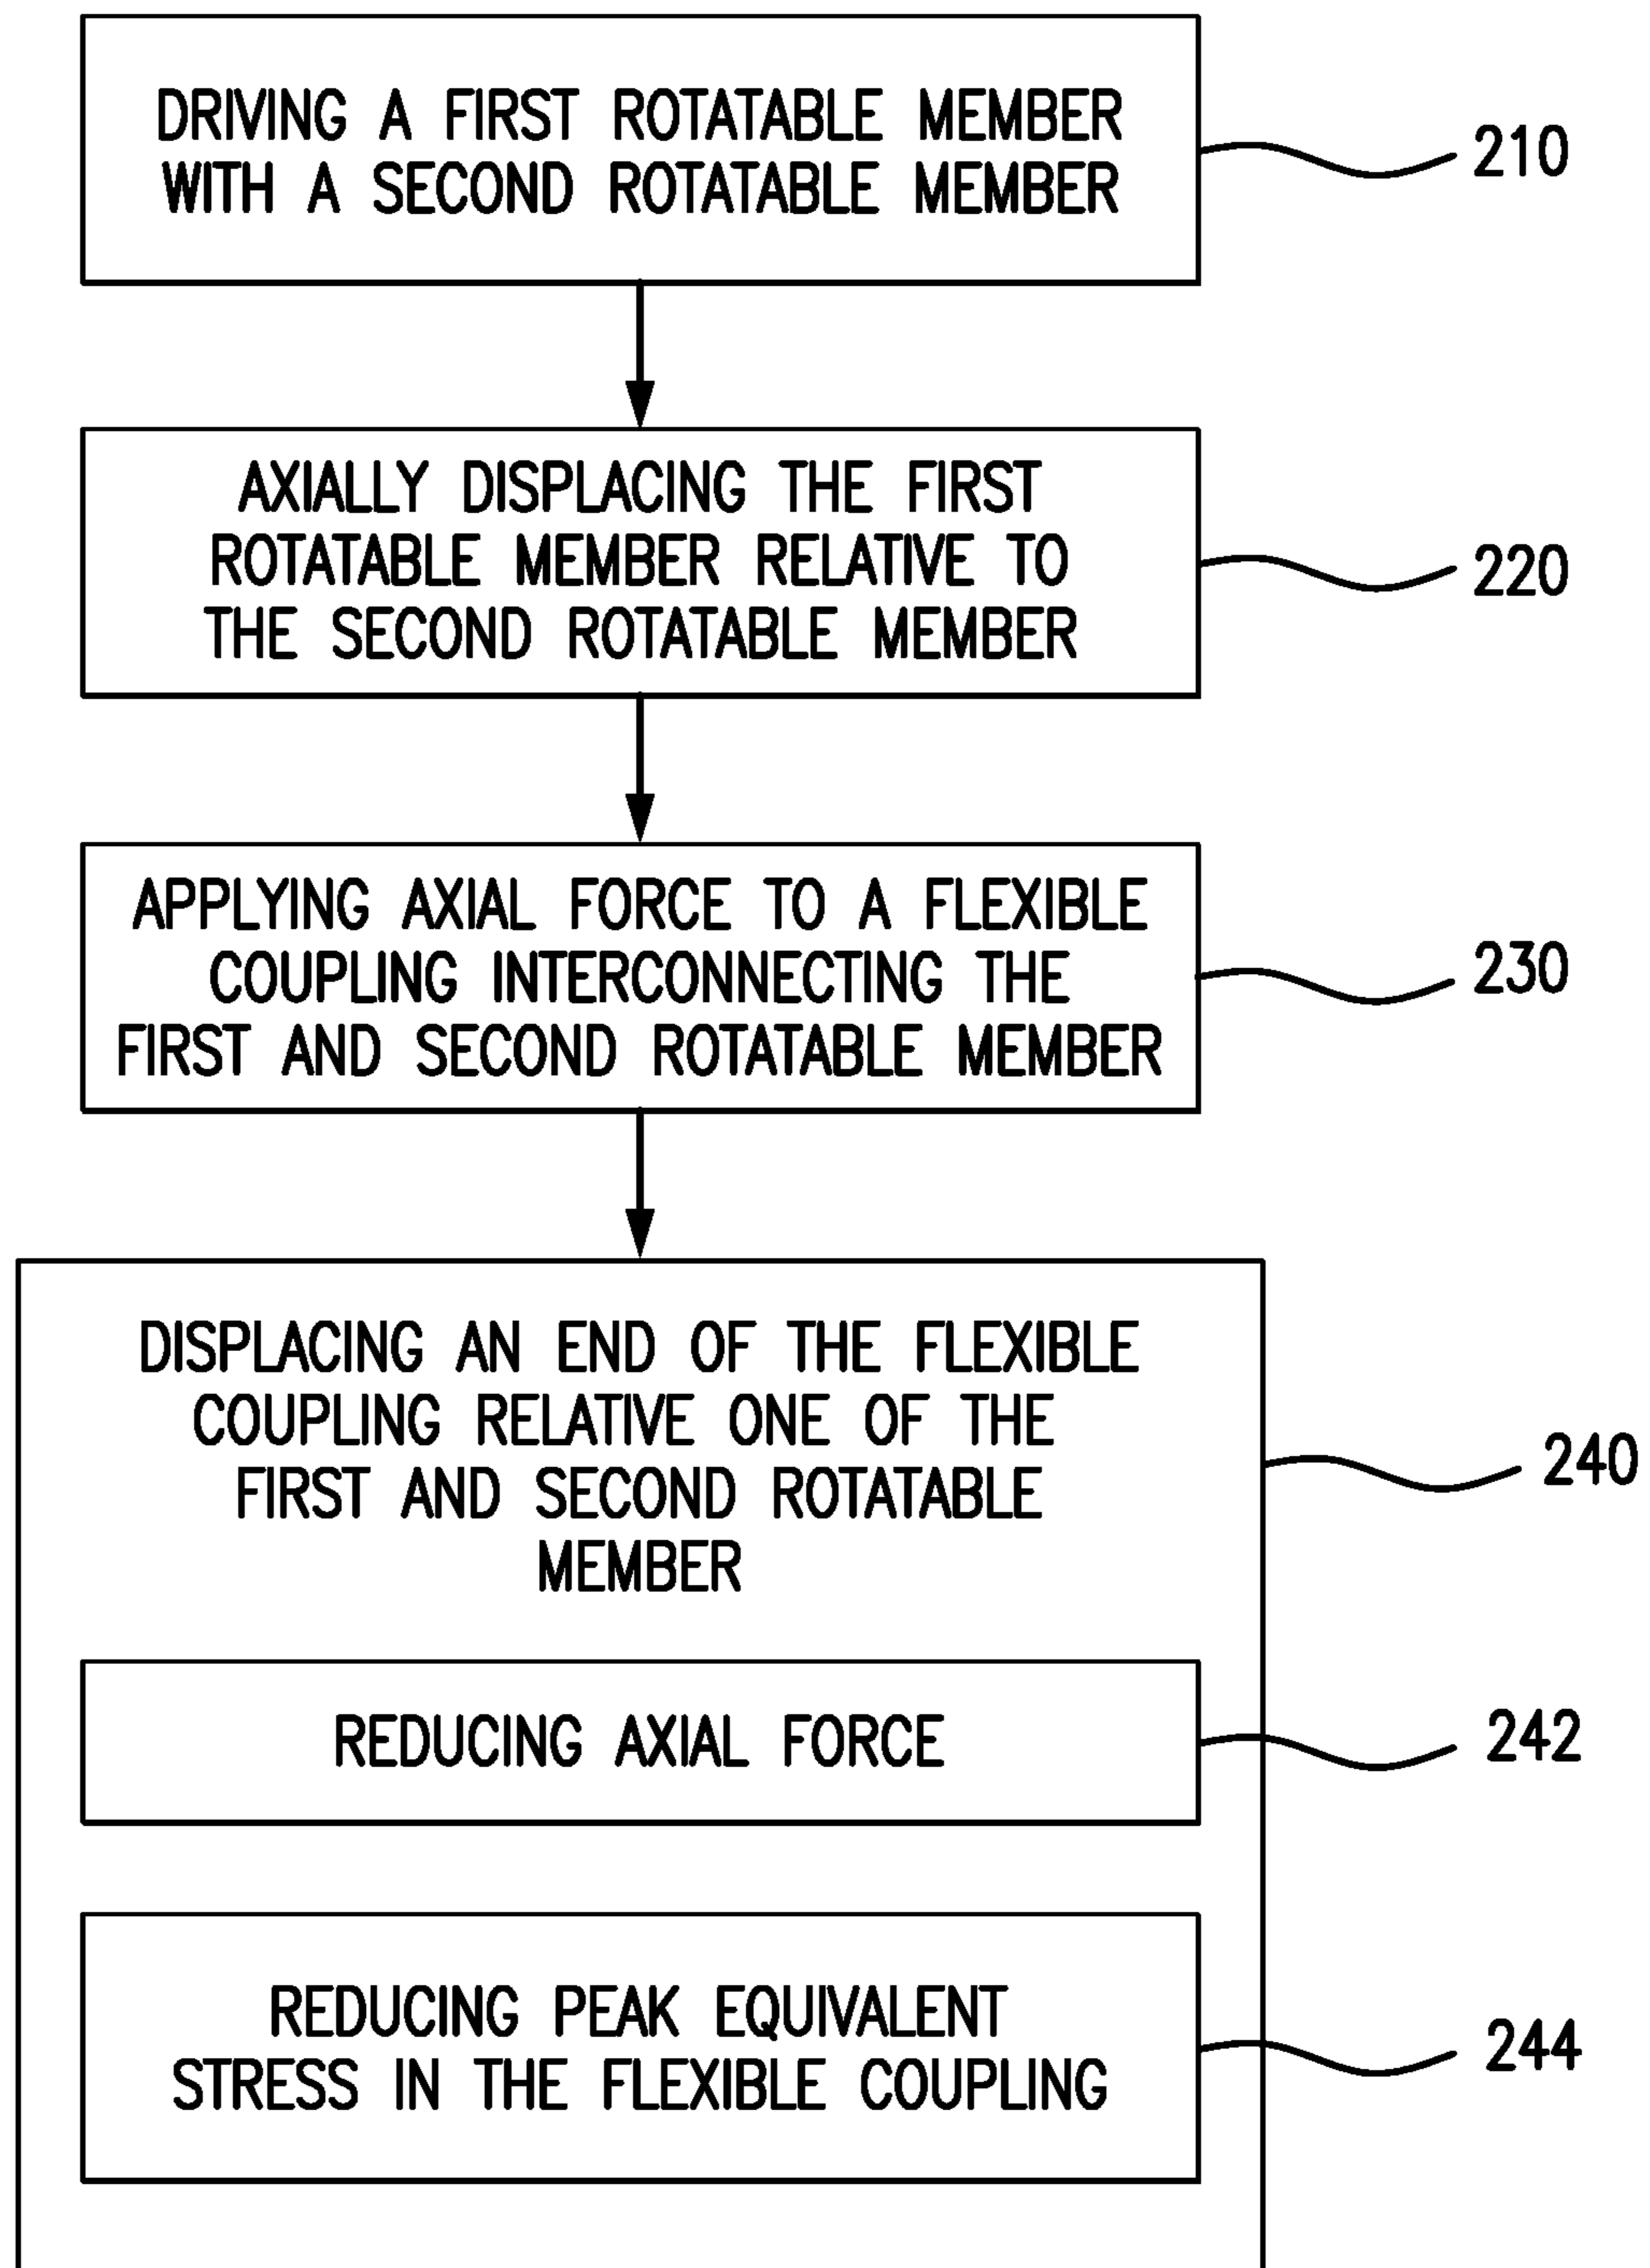 DRIVING A FIRST ROTATABLE MEMBER
WITH A SECOND ROTATABLE MEMBER
210
AXIALLY DISPLACING THE FIRST
ROTATABLE MEMBER RELATIVE TO
THE SECOND ROTATABLE MEMBER
220
APPLYING AXIAL FORCE TO A FLEXIBLE
COUPLING INTERCONNECTING THE
FIRST AND SECOND ROTATABLE MEMBER
230
DISPLACING AN END OF THE FLEXIBLE
COUPLING RELATIVE ONE OF THE
FIRST AND SECOND ROTATABLE
MEMBER
240
REDUCING AXIAL FORCE
242
REDUCING PEAK EQUIVALENT
STRESS IN THE FLEXIBLE COUPLING
244